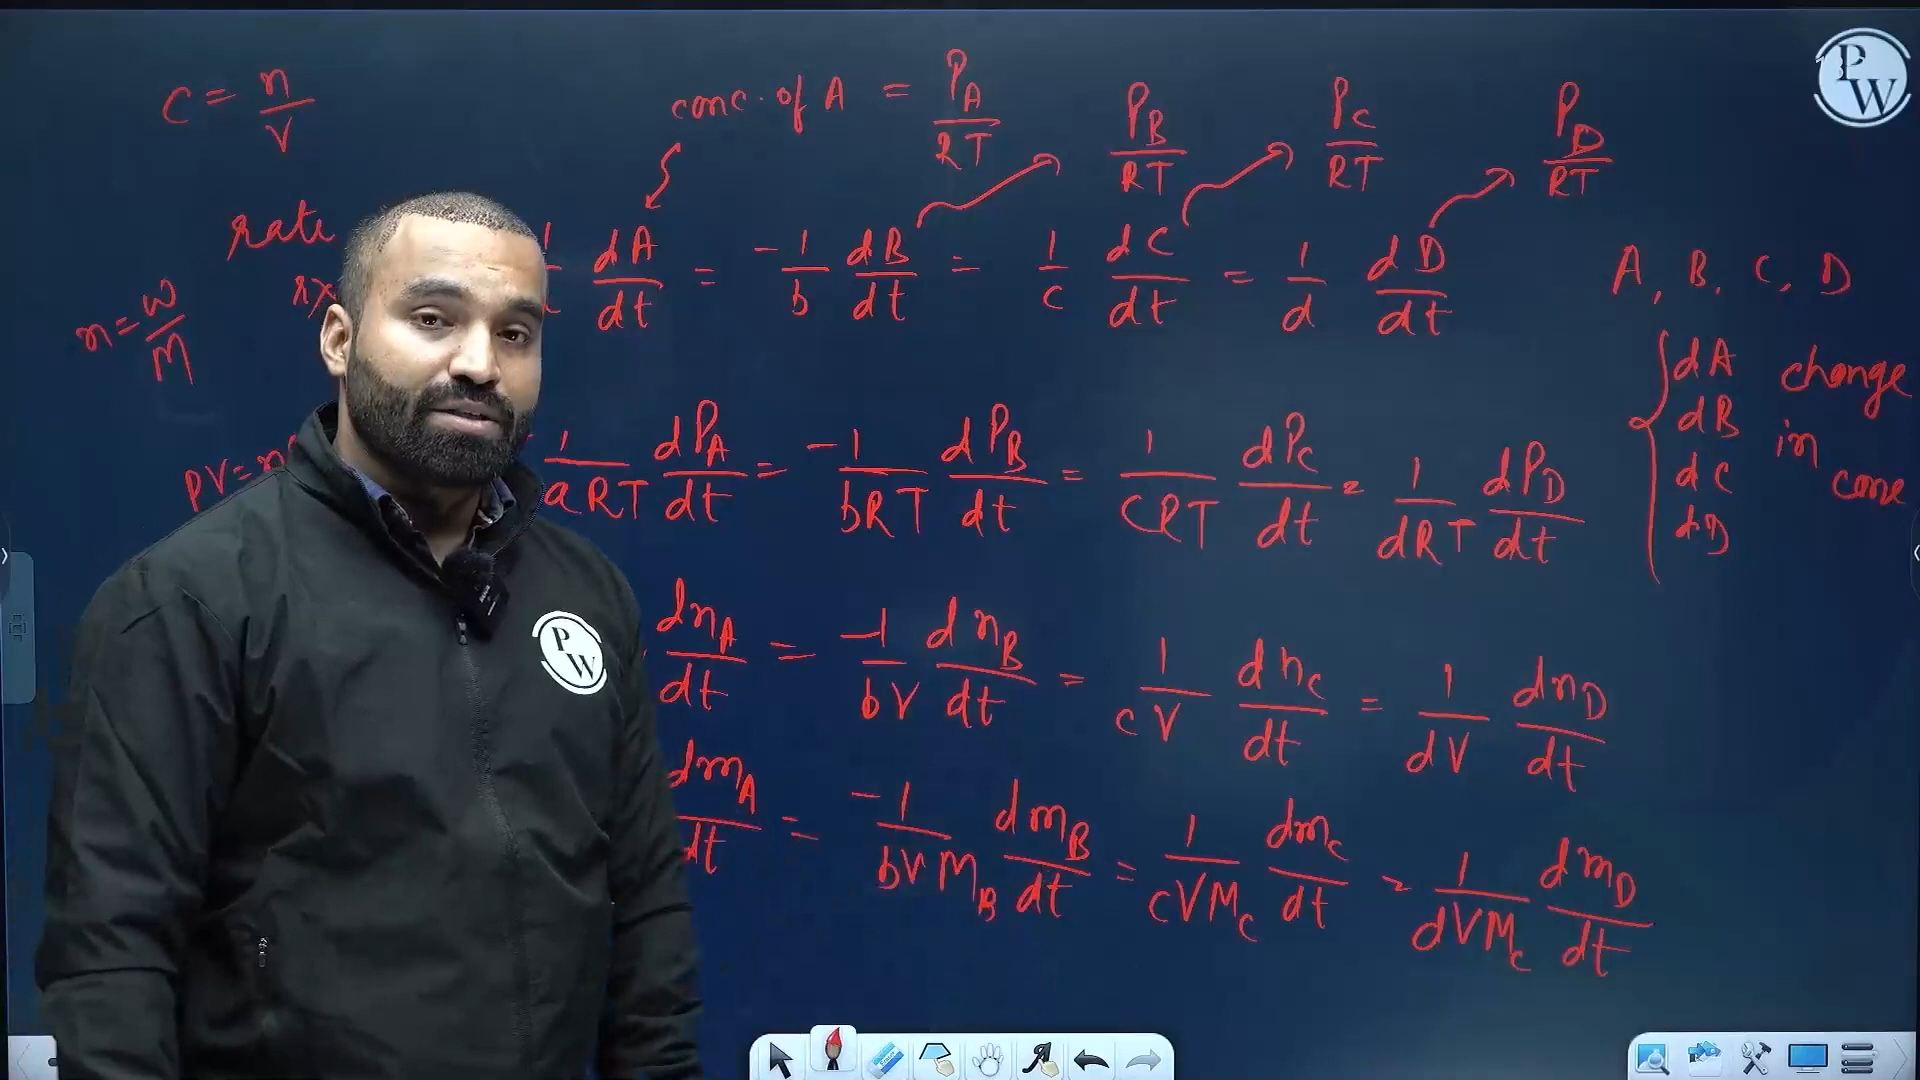 C = n/V
conc. of A = P_A/RT
P_B/RT
P_C/RT
P_D/RT
PW
rate
dA/dt = -1/b dB/dt = 1/c dC/dt = 1/d dD/dt
A, B, C, D
n = w/M
{ dA
dB
dC
dD
change
in
conc
PV = n
1/aRT dP_A/dt = -1/bRT dP_B/dt = 1/CRT dP_C/dt = 1/dRT dP_D/dt
dn_A/dt = -1/bV dn_B/dt = 1/cV dn_C/dt = 1/dV dn_D/dt
PW
dm_A/dt = -1/bVM_B dm_B/dt = 1/cVM_C dm_C/dt = 1/dVM_C dm_D/dt